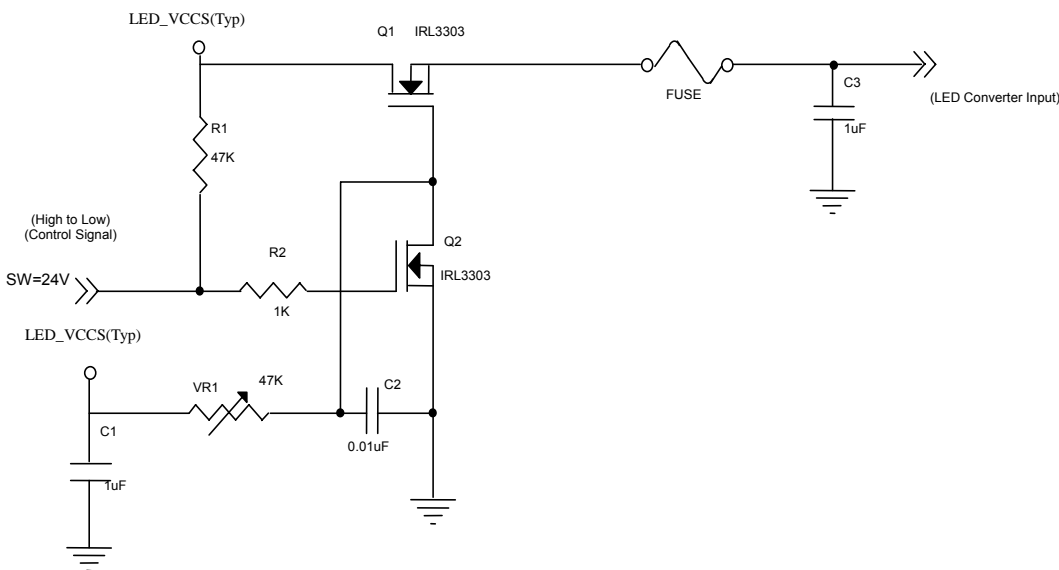 LED_VCCS(Typ)
Q1 IRL3303
FUSE
C3
(LED Converter Input)
1uF
R1
47K
(High to Low)
(Control Signal)
SW=24V
R2
1K
Q2
IRL3303
LED_VCCS(Typ)
VR1
47K
C2
0.01uF
C1
1uF